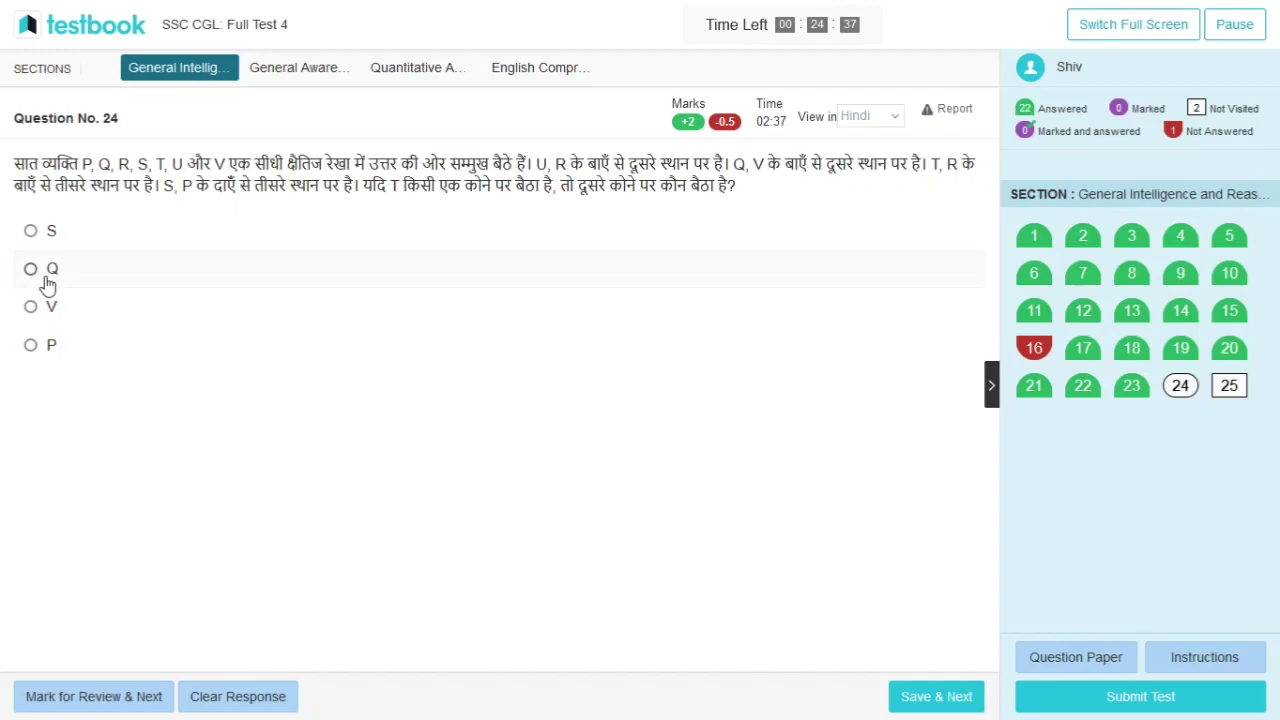 testbook
SSC CGL: Full Test 4
Time Left 00 : 24 : 37
Switch Full Screen
Pause
SECTIONS
General Intellig...
General Aware...
Quantitative A...
English Compr...
Shiv
Question No. 24
Marks
+2 -0.5
Time
02:37
View in Hindi
Report
22 Answered
0 Marked
2 Not Visited
0 Marked and answered
1 Not Answered
सात व्यक्ति P, Q, R, S, T, U और V एक सीधी क्षैतिज रेखा में उत्तर की ओर सम्मुख बैठे हैं। U, R के बाएँ से दूसरे स्थान पर है। Q, V के बाएँ से दूसरे स्थान पर है। T, R के
बाएँ से तीसरे स्थान पर है। S, P के दाएँ से तीसरे स्थान पर है। यदि T किसी एक कोने पर बैठा है, तो दूसरे कोने पर कौन बैठा है?
S
Q
V
P
SECTION : General Intelligence and Reas...
1 2 3 4 5
6 7 8 9 10
11 12 13 14 15
16 17 18 19 20
21 22 23 24 25
Question Paper
Instructions
Mark for Review & Next
Clear Response
Save & Next
Submit Test